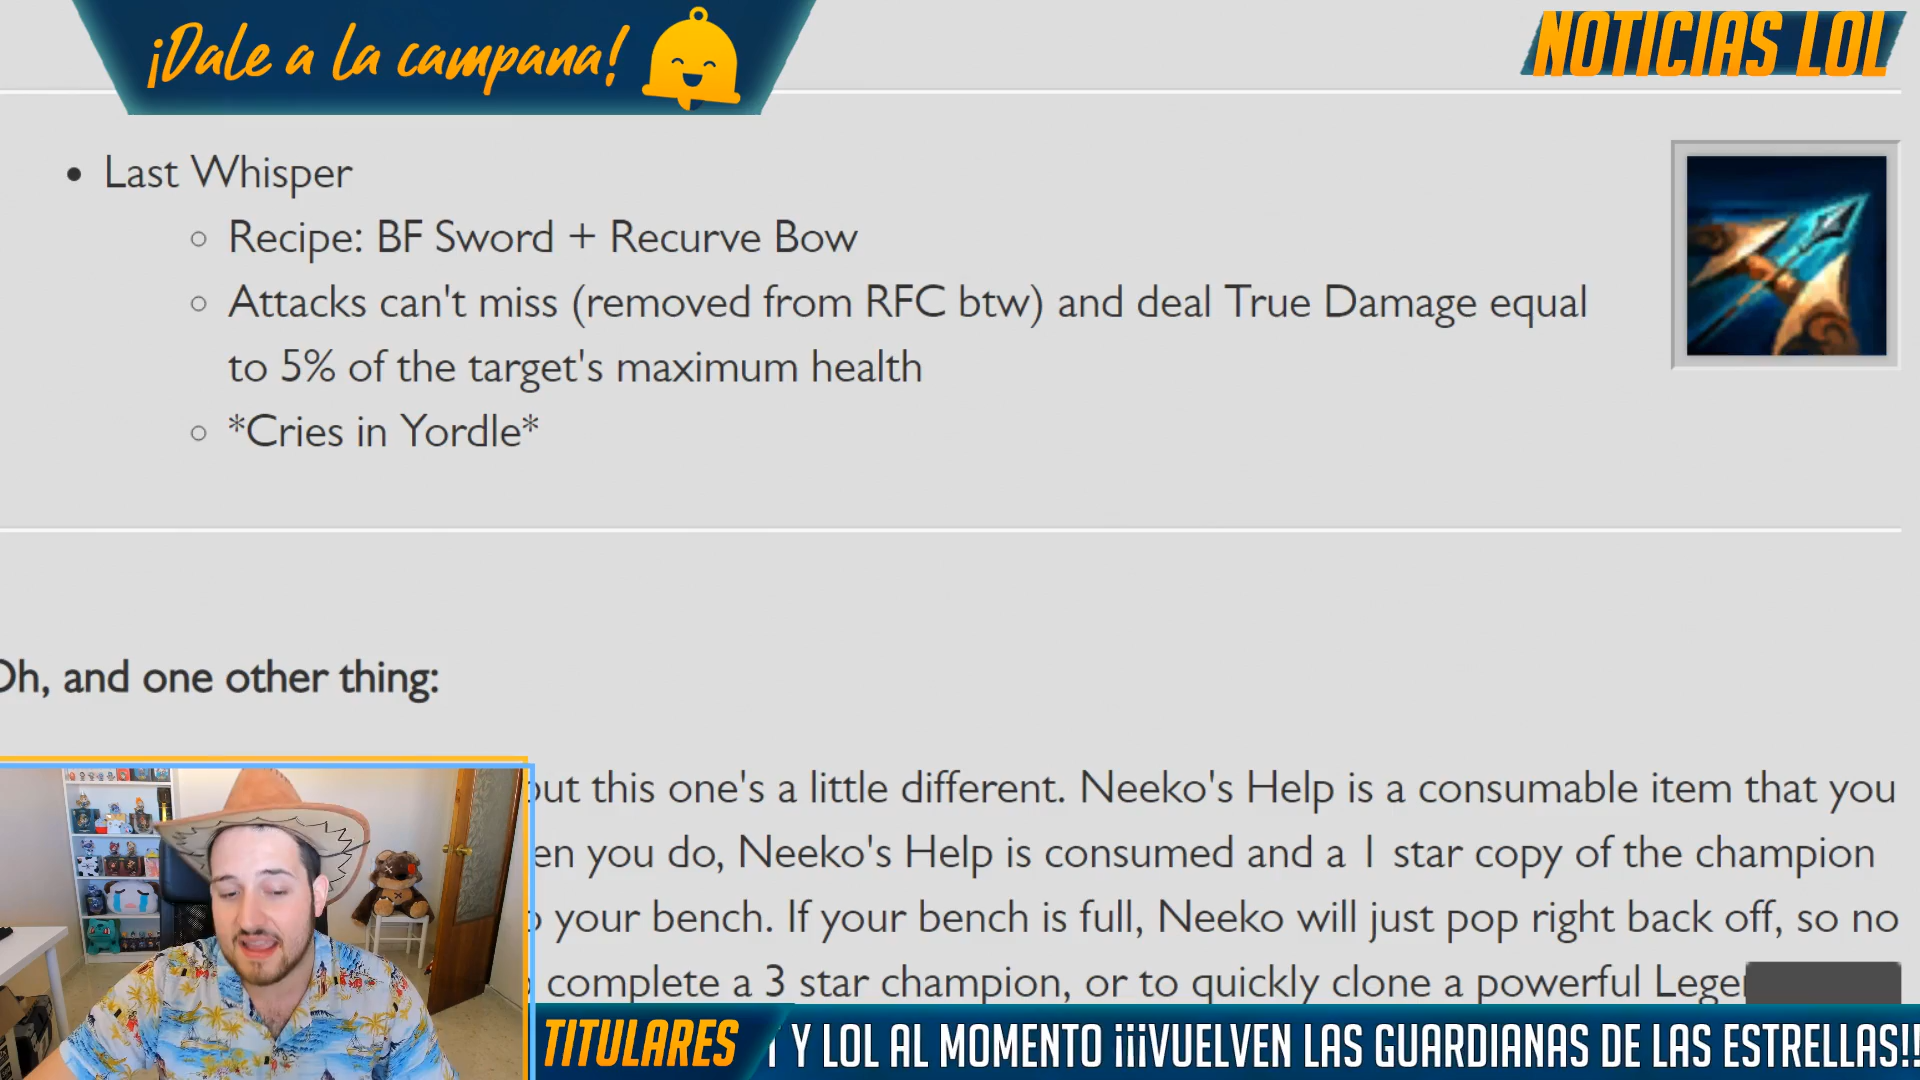 ¡Dale a la campana!
NOTICIAS LOL
• Last Whisper
○ Recipe: BF Sword + Recurve Bow
○ Attacks can't miss (removed from RFC btw) and deal True Damage equal
to 5% of the target's maximum health
○ *Cries in Yordle*
Oh, and one other thing:
but this one's a little different. Neeko's Help is a consumable item that you
en you do, Neeko's Help is consumed and a 1 star copy of the champion
your bench. If your bench is full, Neeko will just pop right back off, so no
complete a 3 star champion, or to quickly clone a powerful Legen
TITULARES
Y LOL AL MOMENTO ¡¡¡VUELVEN LAS GUARDIANAS DE LAS ESTRELLAS!!